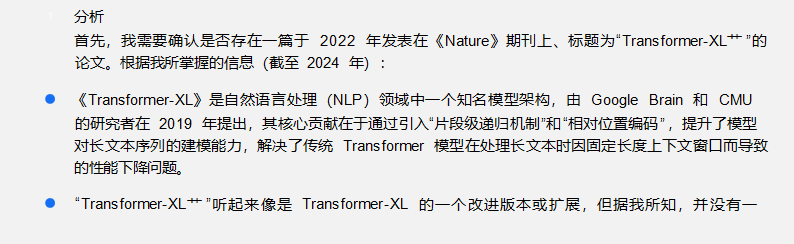 分析
首先，我需要确认是否存在一篇于 2022 年发表在《Nature》期刊上、标题为“Transformer-XL艹”的
论文。根据我所掌握的信息（截至 2024 年）：
《Transformer-XL》是自然语言处理（NLP）领域中一个知名模型架构，由 Google Brain 和 CMU
的研究者在 2019 年提出，其核心贡献在于通过引入“片段级递归机制”和“相对位置编码”，提升了模型
对长文本序列的建模能力，解决了传统 Transformer 模型在处理长文本时因固定长度上下文窗口而导致
的性能下降问题。
“Transformer-XL艹”听起来像是 Transformer-XL 的一个改进版本或扩展，但据我所知，并没有一